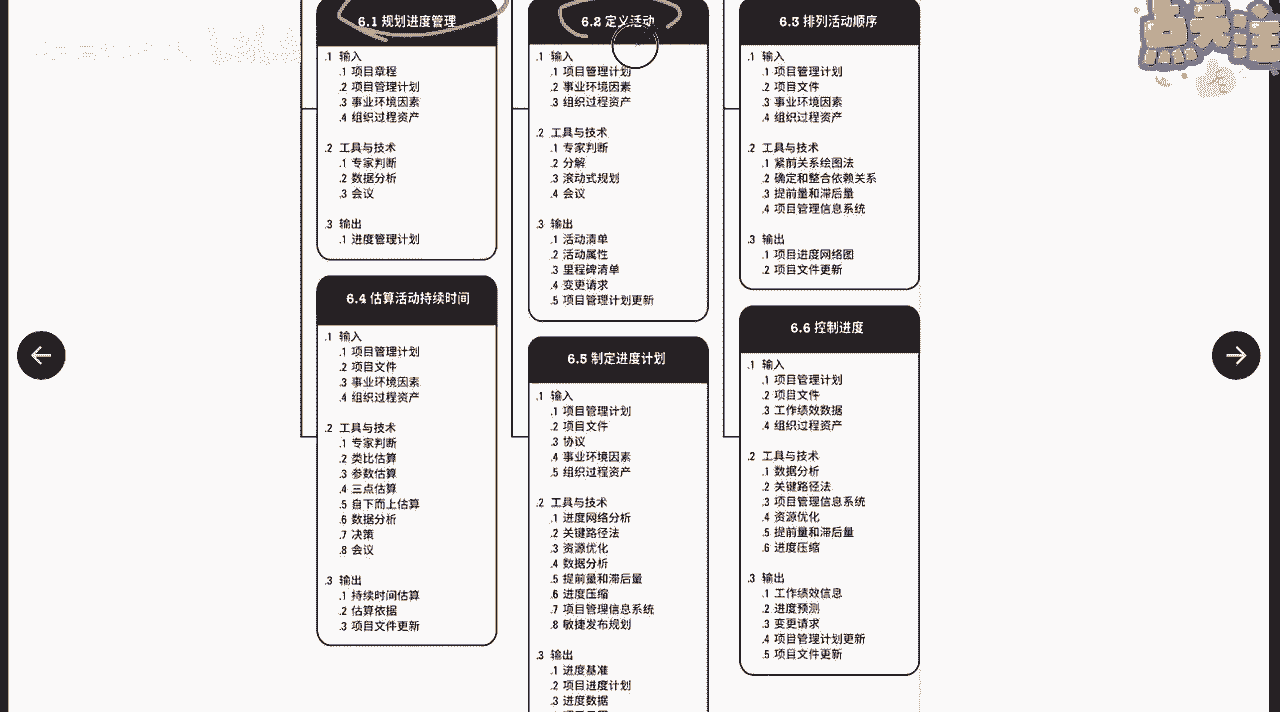 6.1 规划进度管理
.1 输入
.1 项目章程
.2 项目管理计划
.3 事业环境因素
.4 组织过程资产
.2 工具与技术
.1 专家判断
.2 数据分析
.3 会议
.3 输出
.1 进度管理计划
6.2 定义活动
.1 输入
.1 项目管理计划
.2 事业环境因素
.3 组织过程资产
.2 工具与技术
.1 专家判断
.2 分解
.3 滚动式规划
.4 会议
.3 输出
.1 活动清单
.2 活动属性
.3 里程碑清单
.4 变更请求
.5 项目管理计划更新
6.3 排列活动顺序
.1 输入
.1 项目管理计划
.2 项目文件
.3 事业环境因素
.4 组织过程资产
.2 工具与技术
.1 紧前关系绘图法
.2 确定和整合依赖关系
.3 提前量和滞后量
.4 项目管理信息系统
.3 输出
.1 项目进度网络图
.2 项目文件更新
6.4 估算活动持续时间
.1 输入
.1 项目管理计划
.2 项目文件
.3 事业环境因素
.4 组织过程资产
.2 工具与技术
.1 专家判断
.2 类比估算
.3 参数估算
.4 三点估算
.5 自下而上估算
.6 数据分析
.7 决策
.8 会议
.3 输出
.1 持续时间估算
.2 估算依据
.3 项目文件更新
6.5 制定进度计划
.1 输入
.1 项目管理计划
.2 项目文件
.3 协议
.4 事业环境因素
.5 组织过程资产
.2 工具与技术
.1 进度网络分析
.2 关键路径法
.3 资源优化
.4 数据分析
.5 提前量和滞后量
.6 进度压缩
.7 项目管理信息系统
.8 敏捷发布规划
.3 输出
.1 进度基准
.2 项目进度计划
.3 进度数据
6.6 控制进度
.1 输入
.1 项目管理计划
.2 项目文件
.3 工作绩效数据
.4 组织过程资产
.2 工具与技术
.1 数据分析
.2 关键路径法
.3 项目管理信息系统
.4 资源优化
.5 提前量和滞后量
.6 进度压缩
.3 输出
.1 工作绩效信息
.2 进度预测
.3 变更请求
.4 项目管理计划更新
.5 项目文件更新
点关注